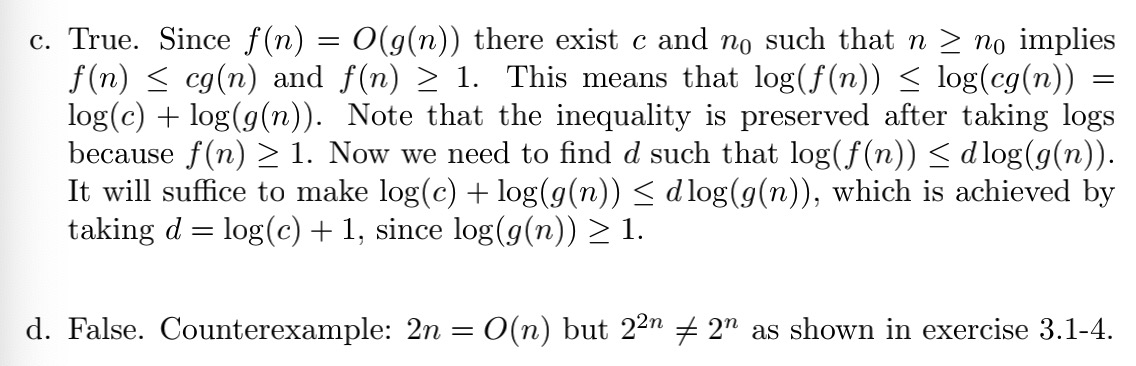 c. True. Since f(n) = O(g(n)) there exist c and n₀ such that n ≥ n₀ implies
f(n) ≤ cg(n) and f(n) ≥ 1. This means that log(f(n)) ≤ log(cg(n)) =
log(c) + log(g(n)). Note that the inequality is preserved after taking logs
because f(n) ≥ 1. Now we need to find d such that log(f(n)) ≤ d log(g(n)).
It will suffice to make log(c) + log(g(n)) ≤ d log(g(n)), which is achieved by
taking d = log(c) + 1, since log(g(n)) ≥ 1.
d. False. Counterexample: 2n = O(n) but 2²ⁿ ≠ 2ⁿ as shown in exercise 3.1-4.